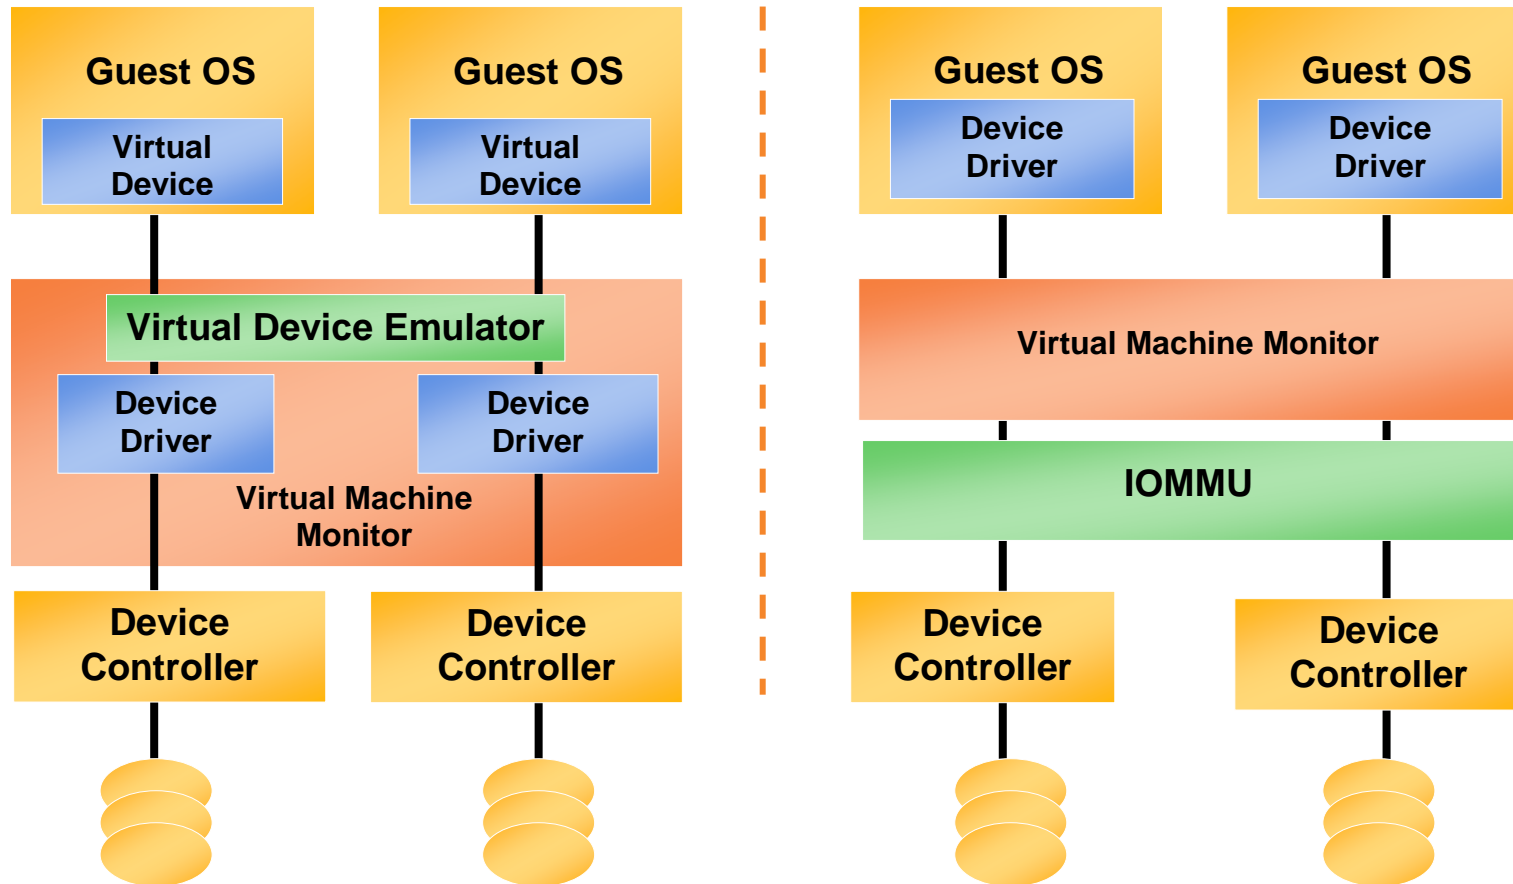 Guest OS
Virtual
Device
Guest OS
Virtual
Device
Virtual Device Emulator
Device
Driver
Device
Driver
Virtual Machine
Monitor
Device
Controller
Device
Controller
Guest OS
Device
Driver
Guest OS
Device
Driver
Virtual Machine Monitor
IOMMU
Device
Controller
Device
Controller